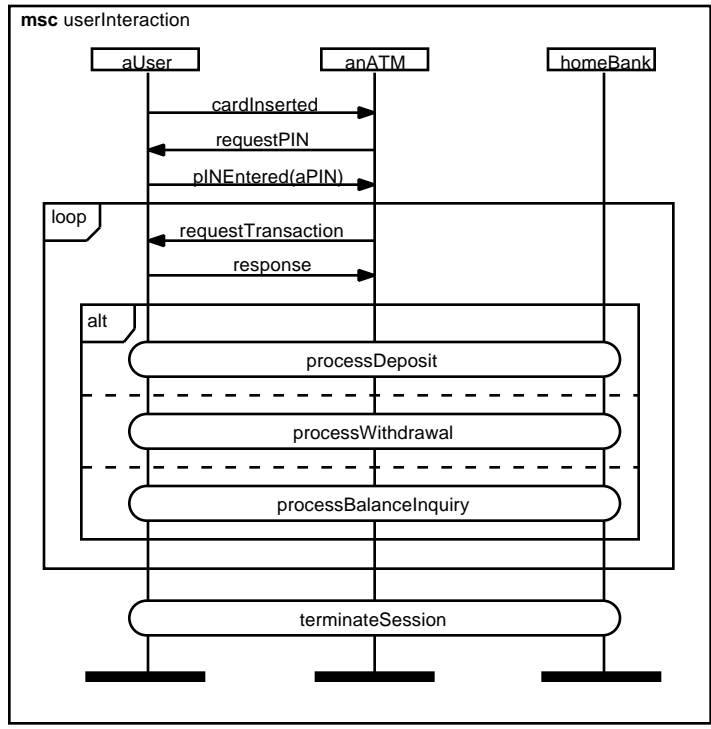 msc userInteraction
aUser anATM homeBank
cardInserted
requestPIN
pINEntered(aPIN)
loop
requestTransaction
response
alt
processDeposit
processWithdrawal
processBalanceInquiry
terminateSession